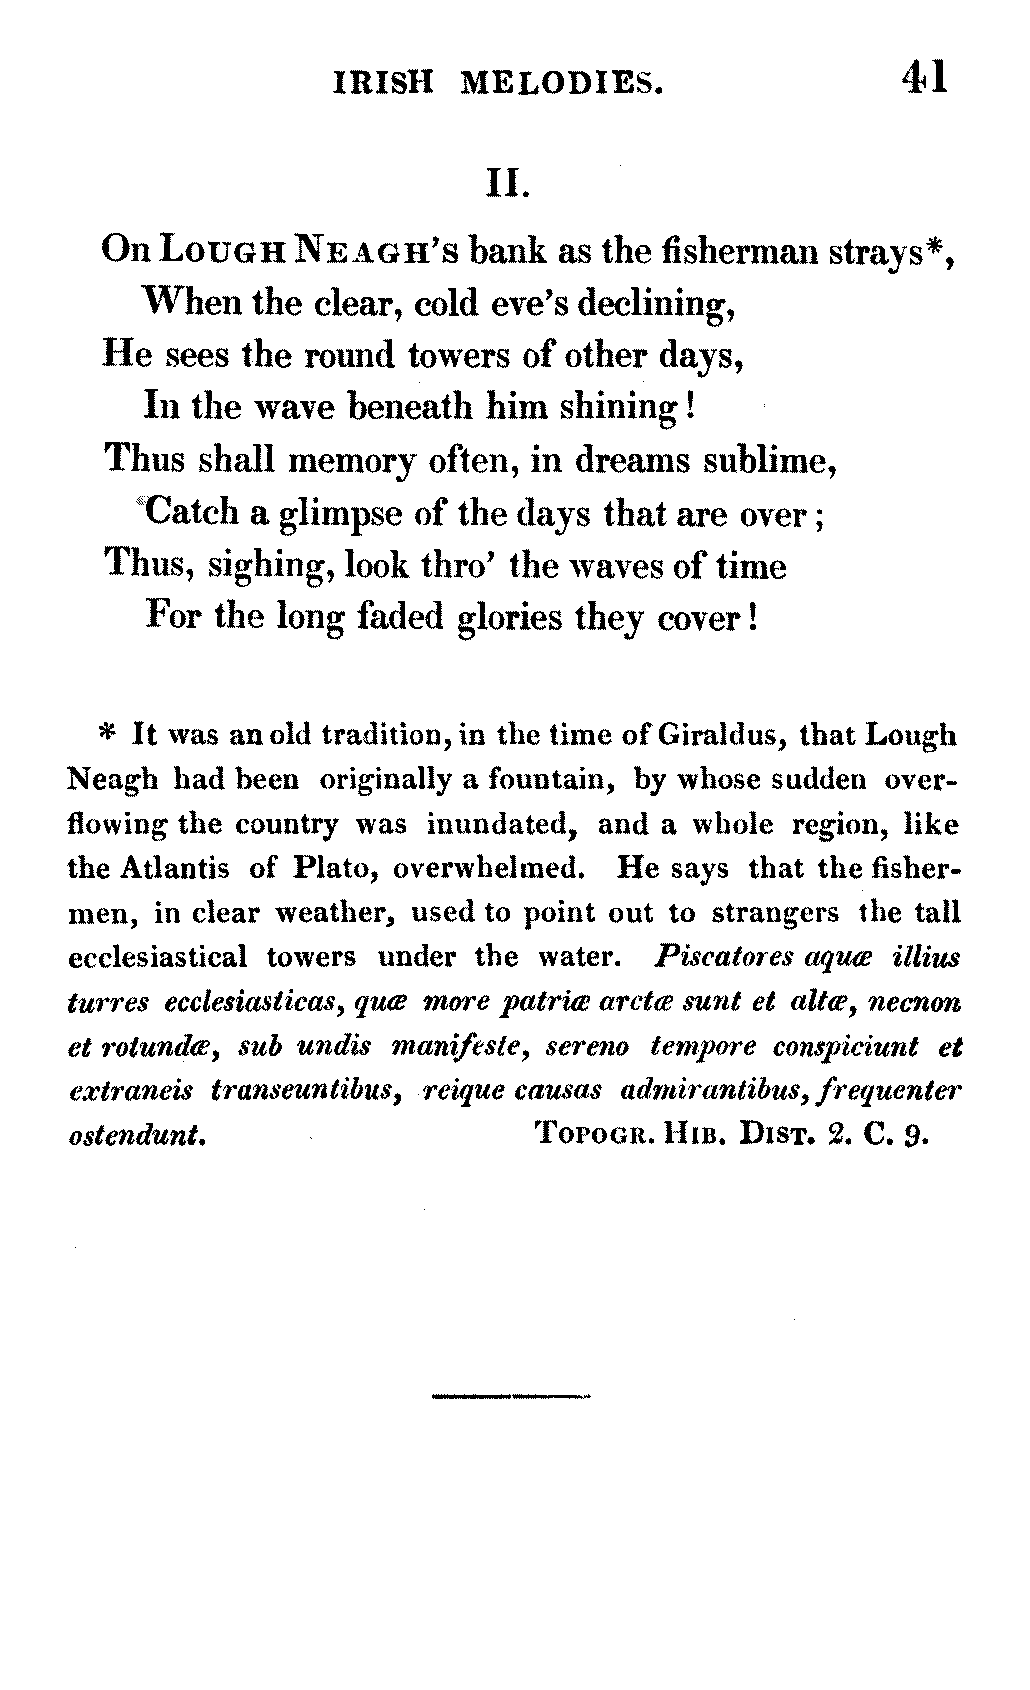 IRISH MELODIES. 41
II.
On LOUGH NEAGH'S bank as the fisherman strays*,
When the clear, cold eve's declining,
He sees the round towers of other days,
In the wave beneath him shining!
Thus shall memory often, in dreams sublime,
Catch a glimpse of the days that are over;
Thus, sighing, look thro' the waves of time
For the long faded glories they cover!
* It was an old tradition, in the time of Giraldus, that Lough
Neagh had been originally a fountain, by whose sudden over-
flowing the country was inundated, and a whole region, like
the Atlantis of Plato, overwhelmed. He says that the fisher-
men, in clear weather, used to point out to strangers the tall
ecclesiastical towers under the water. Piscatores aquæ illius
turres ecclesiasticas, quæ more patriæ arctæ sunt et altæ, necnon
et rotundæ, sub undis manifeste, sereno tempore conspiciunt et
extraneis transeuntibus, reique causas admirantibus, frequenter
ostendunt. TOPOGR. HIB. DIST. 2. C. 9.